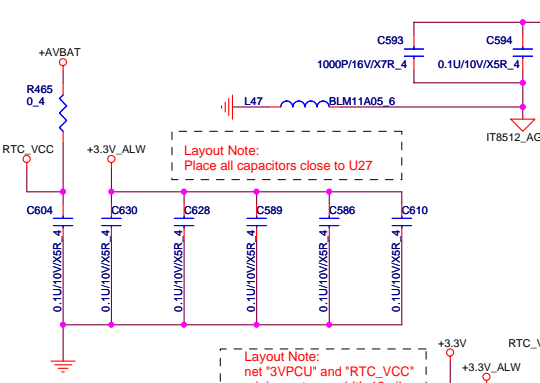 C593
C594
1000P/16V/X7R_4
0.1U/10V/X5R_4
+AVBAT
R465
0_4
L47
BLM11A05_6
IT8512_AG
RTC_VCC
+3.3V_ALW
Layout Note:
Place all capacitors close to U27
C604
C630
C628
C589
C586
C610
0.1U/10V/X5R_4
0.1U/10V/X5R_4
0.1U/10V/X5R_4
0.1U/10V/X5R_4
0.1U/10V/X5R_4
0.1U/10V/X5R_4
Layout Note:
net "3VPCU" and "RTC_VCC"
+3.3V
RTC_V
+3.3V_ALW